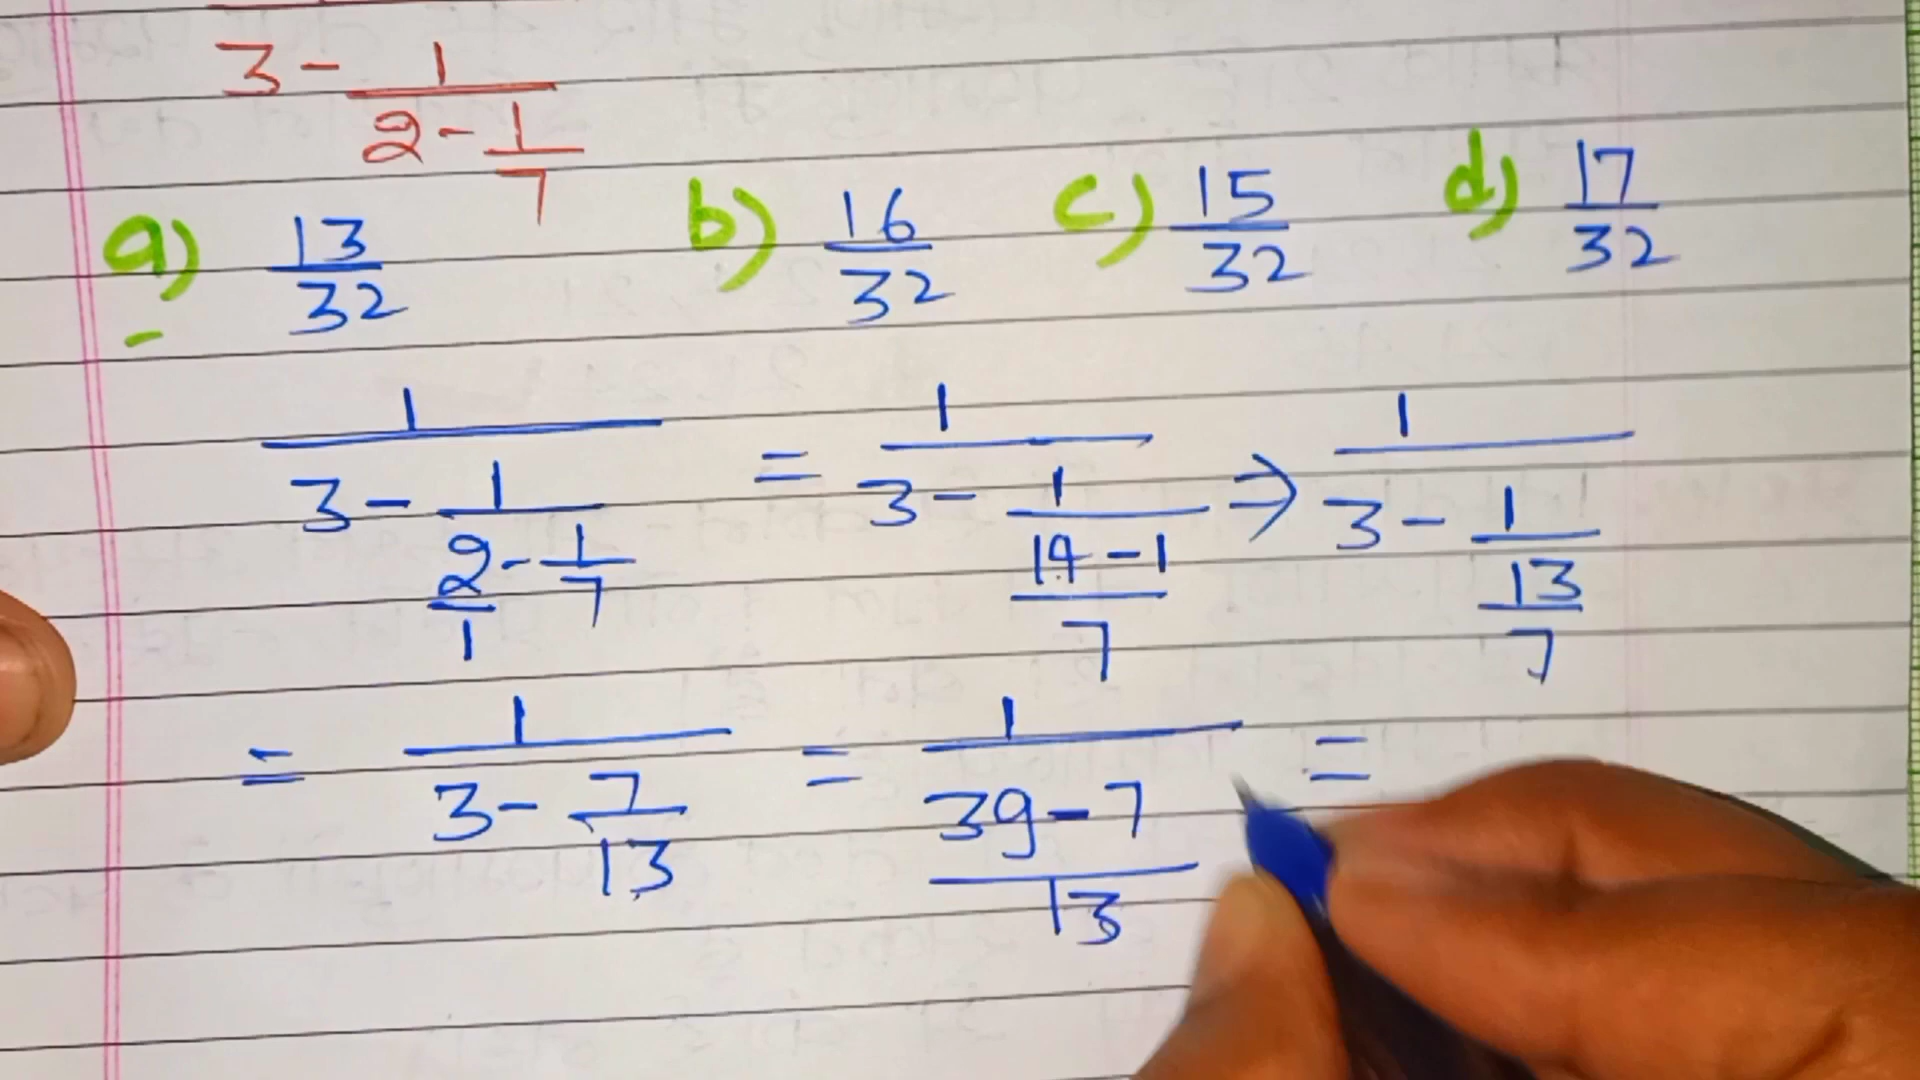 3 - 1
2 - 1
7
a) 13/32 b) 16/32 c) 15/32 d) 17/32
1/(3 - 1/(2/1 - 1/7)) = 1/(3 - 1/((14 - 1)/7)) ⇒ 1/(3 - 1/(13/7))
= 1/(3 - 7/13) = 1/((39 - 7)/13) =